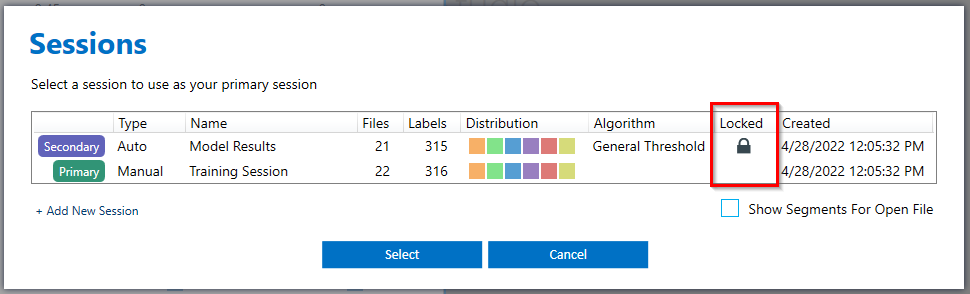 Sessions
Select a session to use as your primary session
Type Name Files Labels Distribution Algorithm Locked Created
Secondary Auto Model Results 21 315 General Threshold 4/28/2022 12:05:32 PM
Primary Manual Training Session 22 316 4/28/2022 12:05:32 PM
+ Add New Session
Show Segments For Open File
Select Cancel